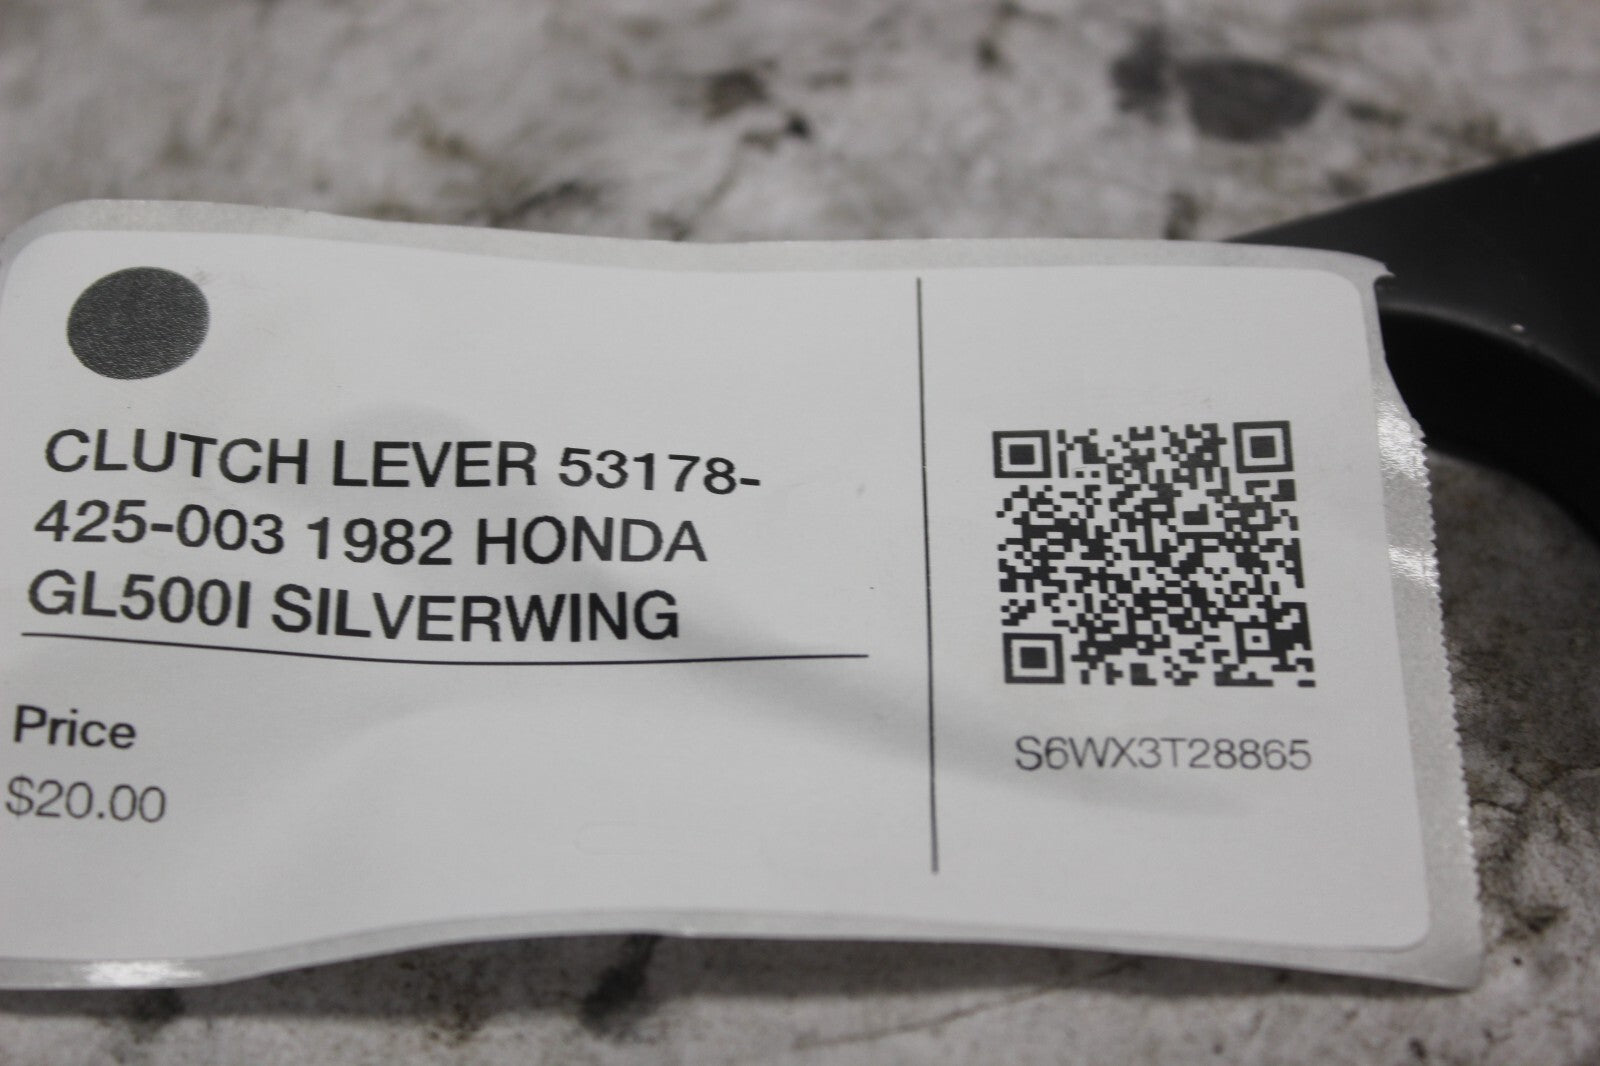 CLUTCH LEVER 53178-
425-003 1982 HONDA
GL500I SILVERWING
Price
$20.00
S6WX3T28865